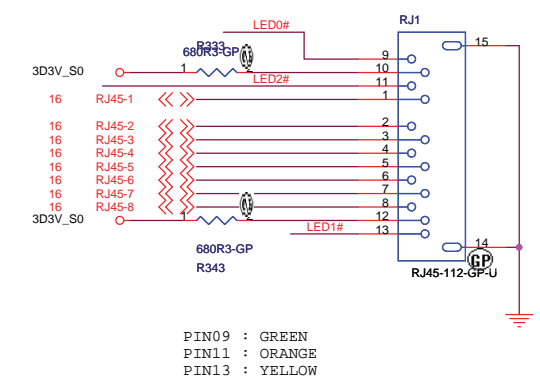 LED0#
RJ1
R333
680R3-GP
15
9
3D3V_S0
1
2
10
LED2#
11
16 RJ45-1 1
16 RJ45-2 2
16 RJ45-3 3
16 RJ45-4 4
16 RJ45-5 5
16 RJ45-6 6
16 RJ45-7 7
16 RJ45-8 8
3D3V_S0
1
2
12
LED1#
13
14
680R3-GP
GP
R343
RJ45-112-GP-U
PIN09 : GREEN
PIN11 : ORANGE
PIN13 : YELLOW